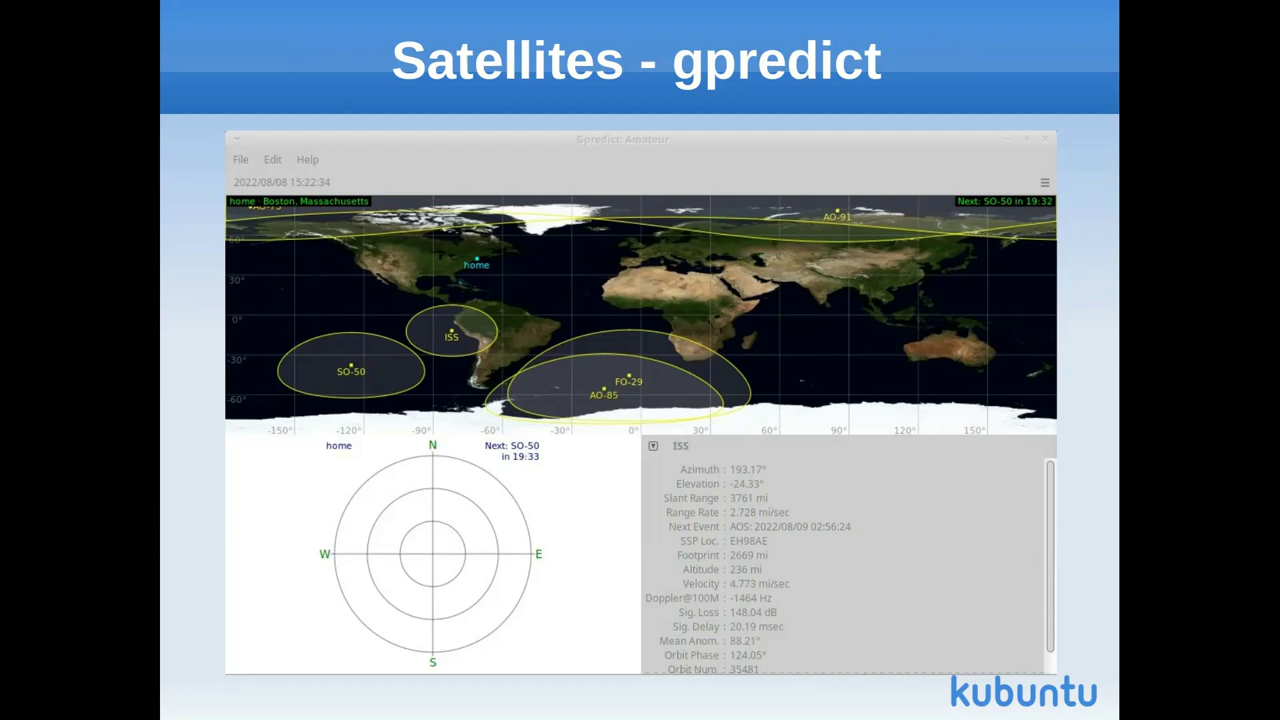 Satellites - gpredict
Gpredict: Amateur
File Edit Help
2022/08/08 15:22:34
home - Boston, Massachusetts
Next: SO-50 in 19:32
AO-73
AO-91
60°
home
30°
0°
ISS
-30°
SO-50
FO-29
AO-85
-60°
-150° -120° -90° -60° -30° 0° 30° 60° 90° 120° 150°
home
N
Next: SO-50
in 19:33
W
E
S
ISS
Azimuth : 193.17°
Elevation : -24.33°
Slant Range : 3761 mi
Range Rate : 2.728 mi/sec
Next Event : AOS: 2022/08/09 02:56:24
SSP Loc. : EH98AE
Footprint : 2669 mi
Altitude : 236 mi
Velocity : 4.773 mi/sec
Doppler@100M : -1464 Hz
Sig. Loss : 148.04 dB
Sig. Delay : 20.19 msec
Mean Anom. : 88.21°
Orbit Phase : 124.05°
Orbit Num. : 35481
kubuntu